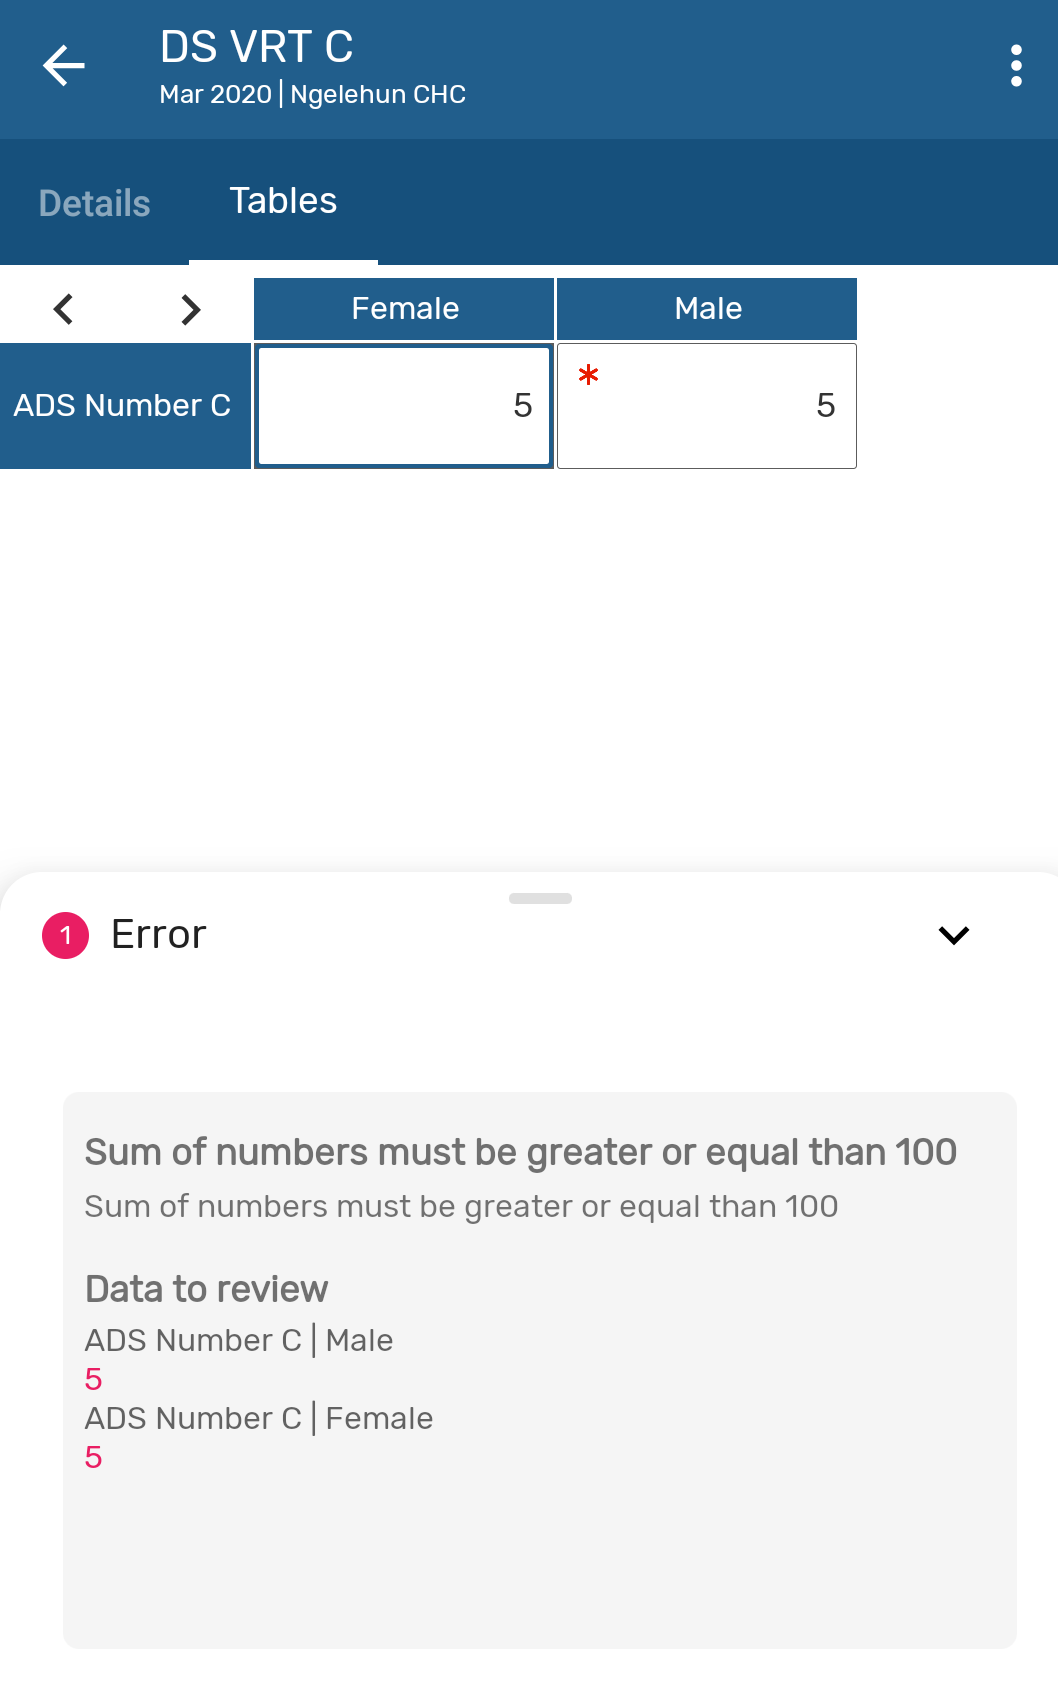 DS VRT C
Mar 2020 | Ngelehun CHC
Details
Tables
Female
Male
ADS Number C
5
*
5
1
Error
Sum of numbers must be greater or equal than 100
Sum of numbers must be greater or equal than 100
Data to review
ADS Number C | Male
5
ADS Number C | Female
5